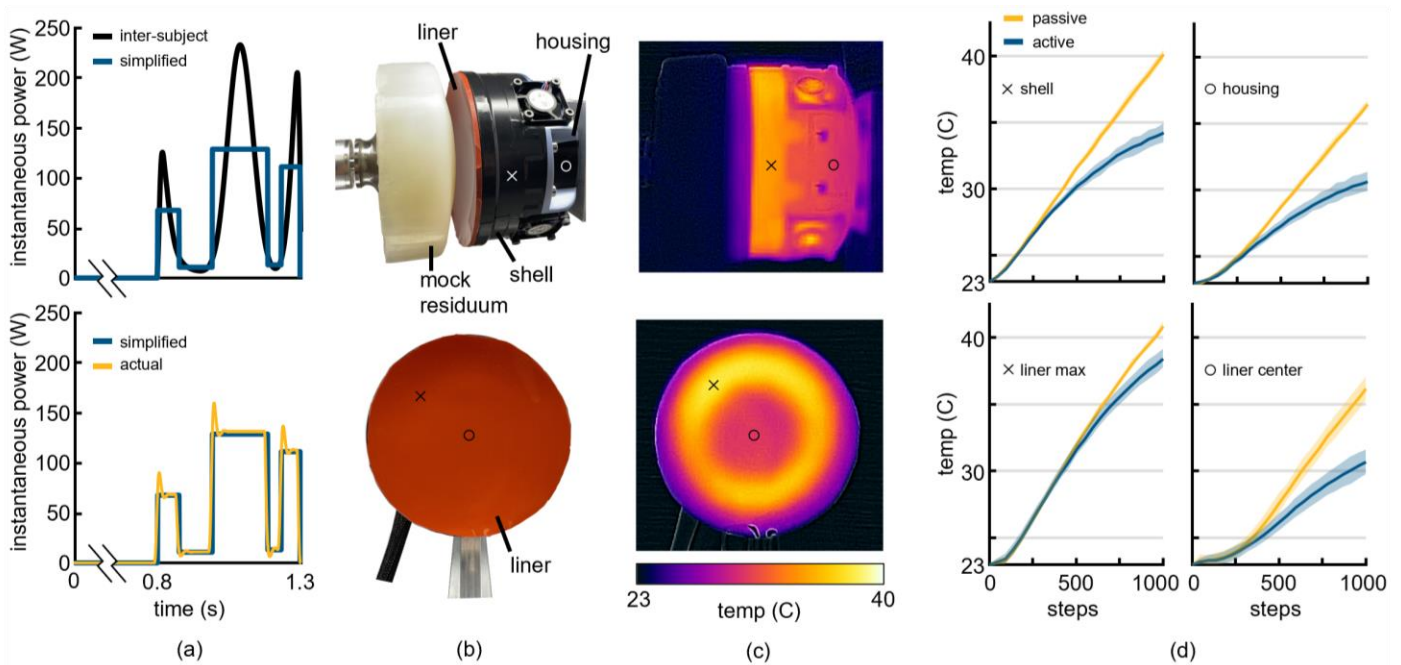 250
200
150
100
50
0
instantaneous power (W)
inter-subject
simplified
250
200
150
100
50
0
instantaneous power (W)
simplified
actual
0
0.8
1.3
time (s)
(a)
liner
housing
×
○
shell
mock
residuum
×
○
liner
(b)
×
○
×
○
23
40
temp (C)
(c)
passive
active
40
30
23
temp (C)
× shell
○ housing
40
30
23
temp (C)
× liner max
○ liner center
0
500
1000
steps
0
500
1000
steps
(d)